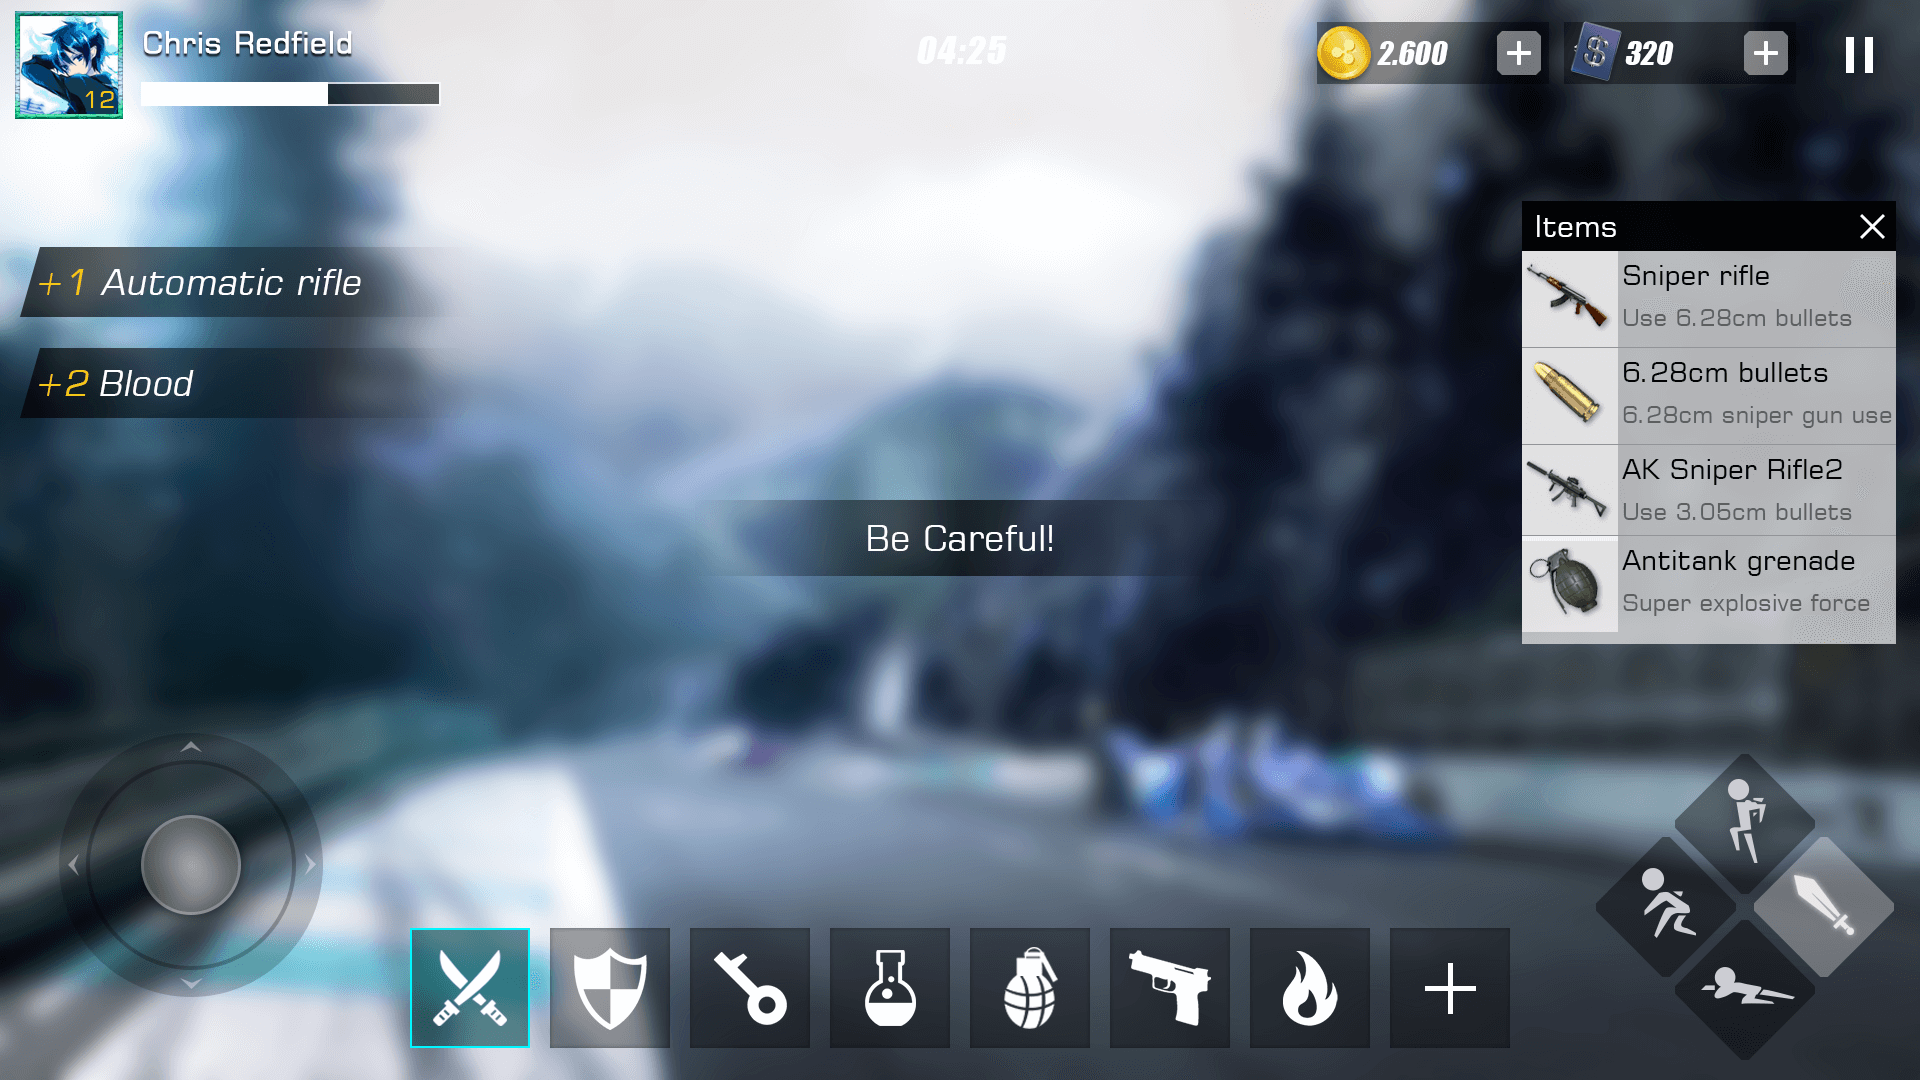 Chris Redfield
12
04:25
2.600
320
+1 Automatic rifle
+2 Blood
Be Careful!
Items
Sniper rifle
Use 6.28cm bullets
6.28cm bullets
6.28cm sniper gun use
AK Sniper Rifle2
Use 3.05cm bullets
Antitank grenade
Super explosive force